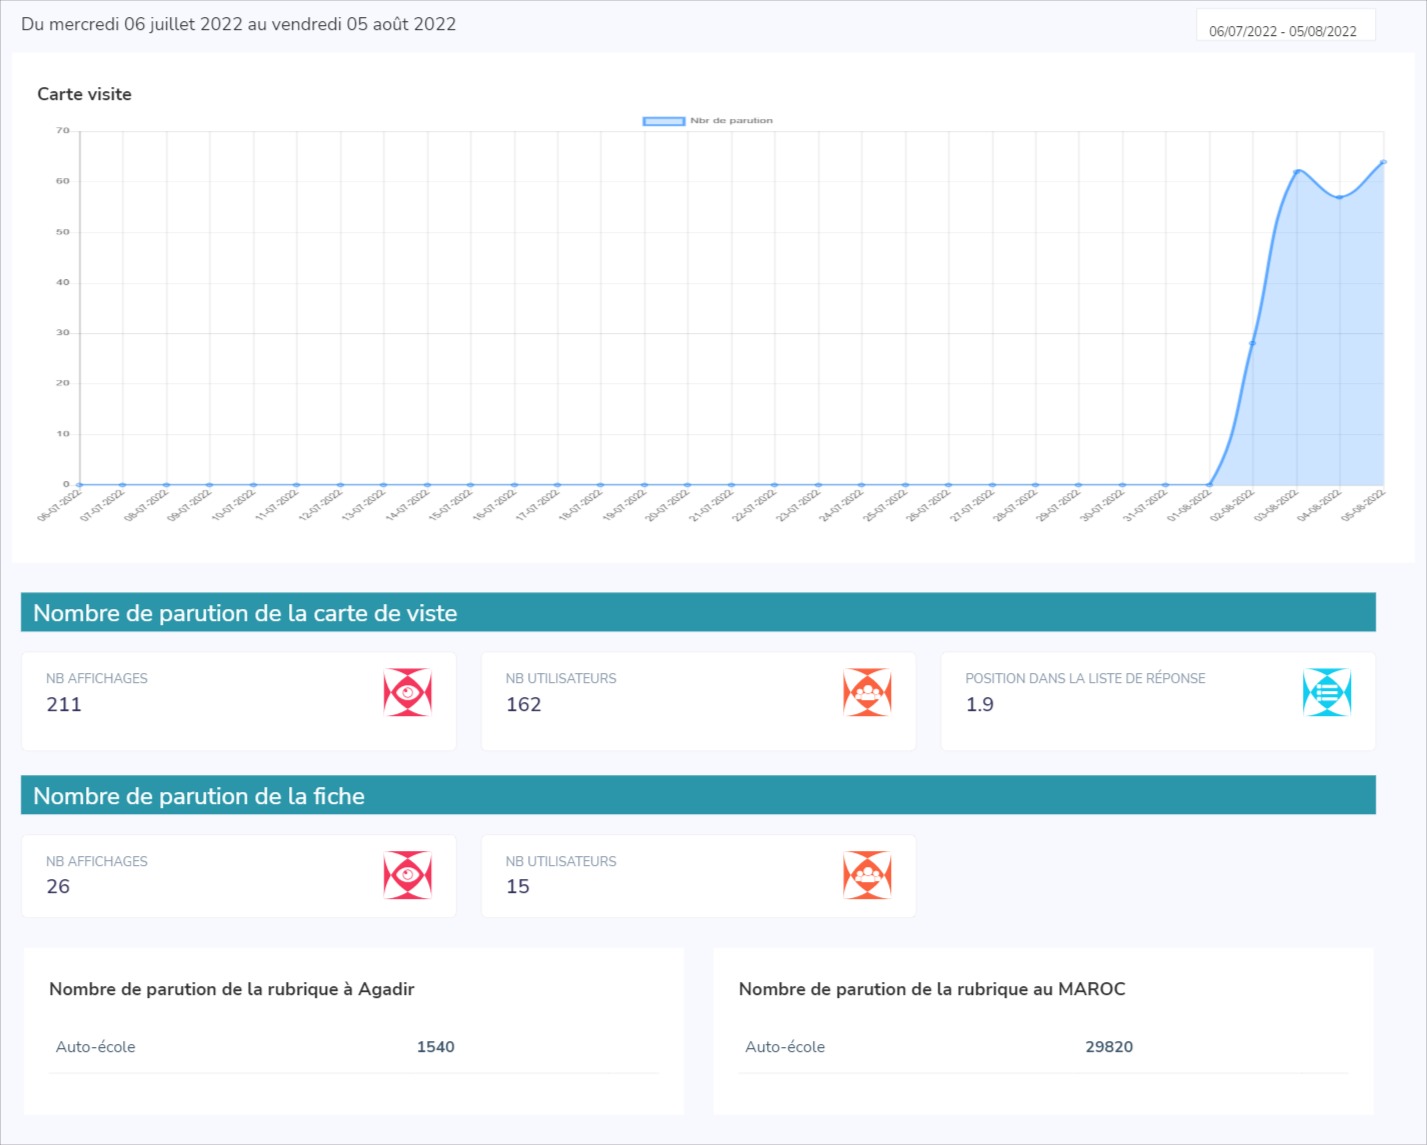 Du mercredi 06 juillet 2022 au vendredi 05 août 2022
06/07/2022 - 05/08/2022
Carte visite
Nbr de parution
70
60
50
40
30
20
10
0
06-07-2022 07-07-2022 08-07-2022 09-07-2022 10-07-2022 11-07-2022 12-07-2022 13-07-2022 14-07-2022 15-07-2022 16-07-2022 17-07-2022 18-07-2022 19-07-2022 20-07-2022 21-07-2022 22-07-2022 23-07-2022 24-07-2022 25-07-2022 26-07-2022 27-07-2022 28-07-2022 29-07-2022 30-07-2022 31-07-2022 01-08-2022 02-08-2022 03-08-2022 04-08-2022 05-08-2022
Nombre de parution de la carte de viste
NB AFFICHAGES
211
NB UTILISATEURS
162
POSITION DANS LA LISTE DE RÉPONSE
1.9
Nombre de parution de la fiche
NB AFFICHAGES
26
NB UTILISATEURS
15
Nombre de parution de la rubrique à Agadir
Auto-école 1540
Nombre de parution de la rubrique au MAROC
Auto-école 29820